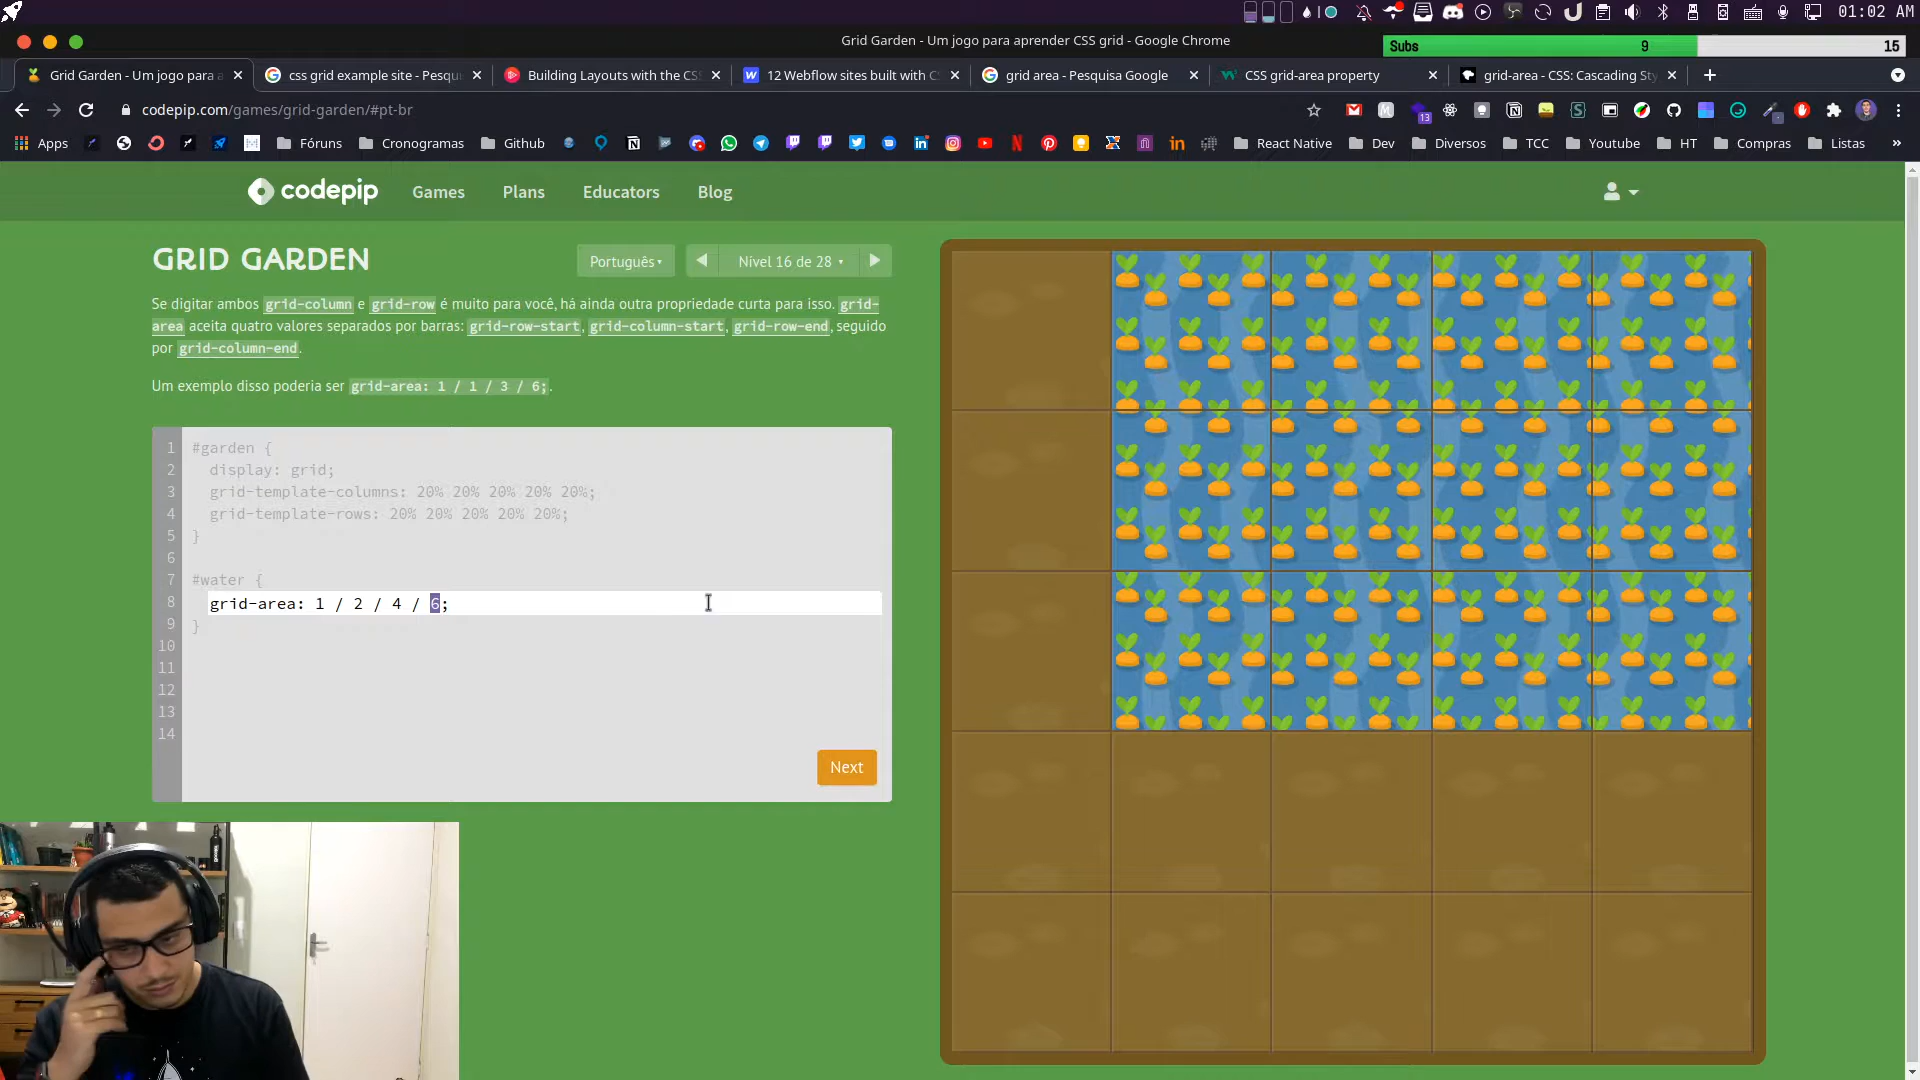 01:02 AM
Grid Garden - Um jogo para aprender CSS grid - Google Chrome
Subs 9 15
Grid Garden - Um jogo para a
css grid example site - Pesqu
Building Layouts with the CSS
12 Webflow sites built with C
grid area - Pesquisa Google
CSS grid-area property
grid-area - CSS: Cascading Sty
codepip.com/games/grid-garden/#pt-br
13
Apps
Fóruns
Cronogramas
Github
React Native
Dev
Diversos
TCC
Youtube
HT
Compras
Listas
codepip
Games
Plans
Educators
Blog
GRID GARDEN
Português
Nível 16 de 28
Se digitar ambos grid-column e grid-row é muito para você, há ainda outra propriedade curta para isso. grid-
area aceita quatro valores separados por barras: grid-row-start, grid-column-start, grid-row-end, seguido
por grid-column-end.
Um exemplo disso poderia ser grid-area: 1 / 1 / 3 / 6;.
1 #garden {
2 display: grid;
3 grid-template-columns: 20% 20% 20% 20% 20%;
4 grid-template-rows: 20% 20% 20% 20% 20%;
5 }
6
7 #water {
8 grid-area: 1 / 2 / 4 / 6;
9 }
10
11
12
13
14
Next